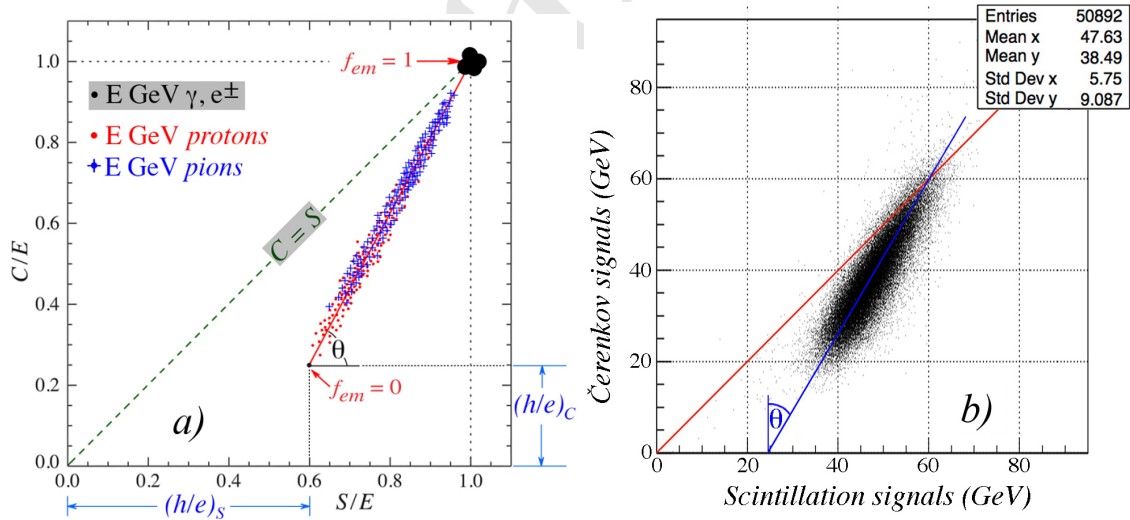 1.0
0.8
0.6
0.4
0.2
0.0
C/E
f_em = 1
• E GeV γ, e±
• E GeV protons
+ E GeV pions
C = S
θ
f_em = 0
a)
(h/e)_C
0.0 0.2 0.4 0.6 0.8 1.0
(h/e)_S
S/E
Entries 50892
Mean x 47.63
Mean y 38.49
Std Dev x 5.75
Std Dev y 9.087
Čerenkov signals (GeV)
80
60
40
20
0
θ
b)
0 20 40 60 80
Scintillation signals (GeV)